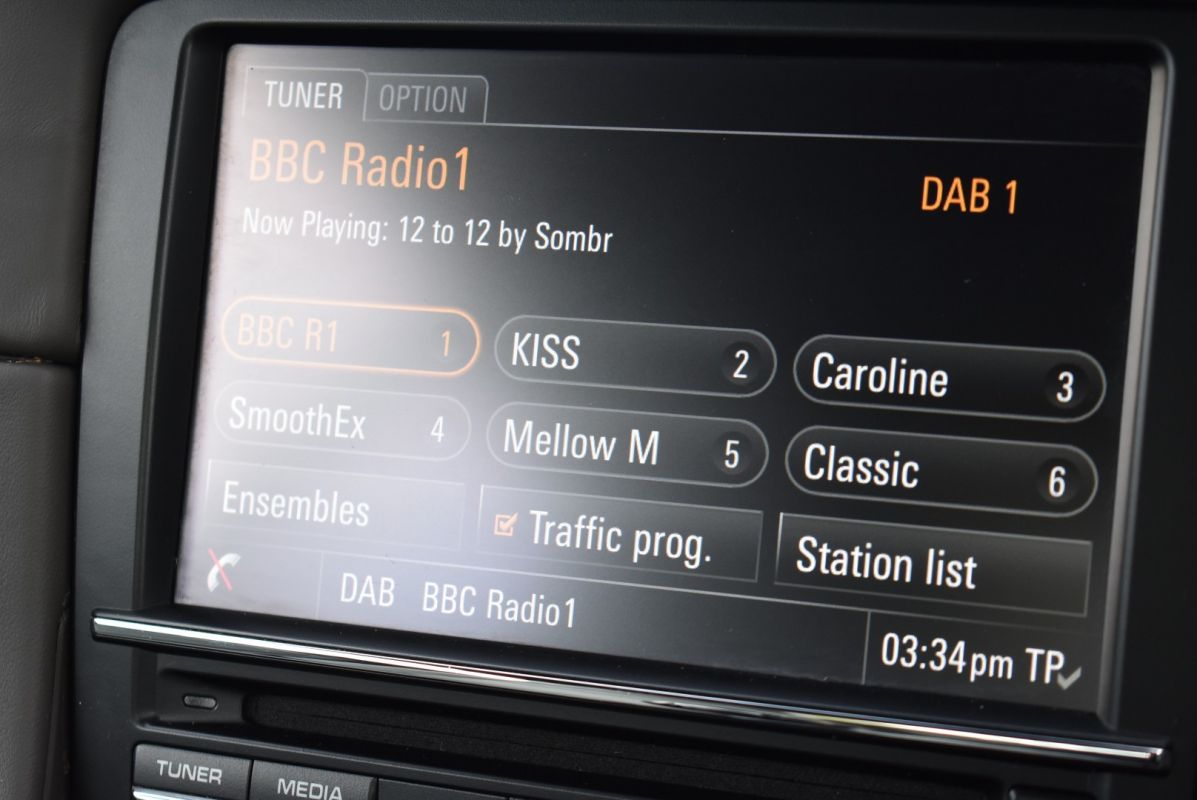 TUNER OPTION
BBC Radio1
DAB 1
Now Playing: 12 to 12 by Sombr
BBC R1 1
KISS 2
Caroline 3
SmoothEx 4
Mellow M 5
Classic 6
Ensembles
Traffic prog.
Station list
DAB BBC Radio1
03:34pm TP
TUNER
MEDIA